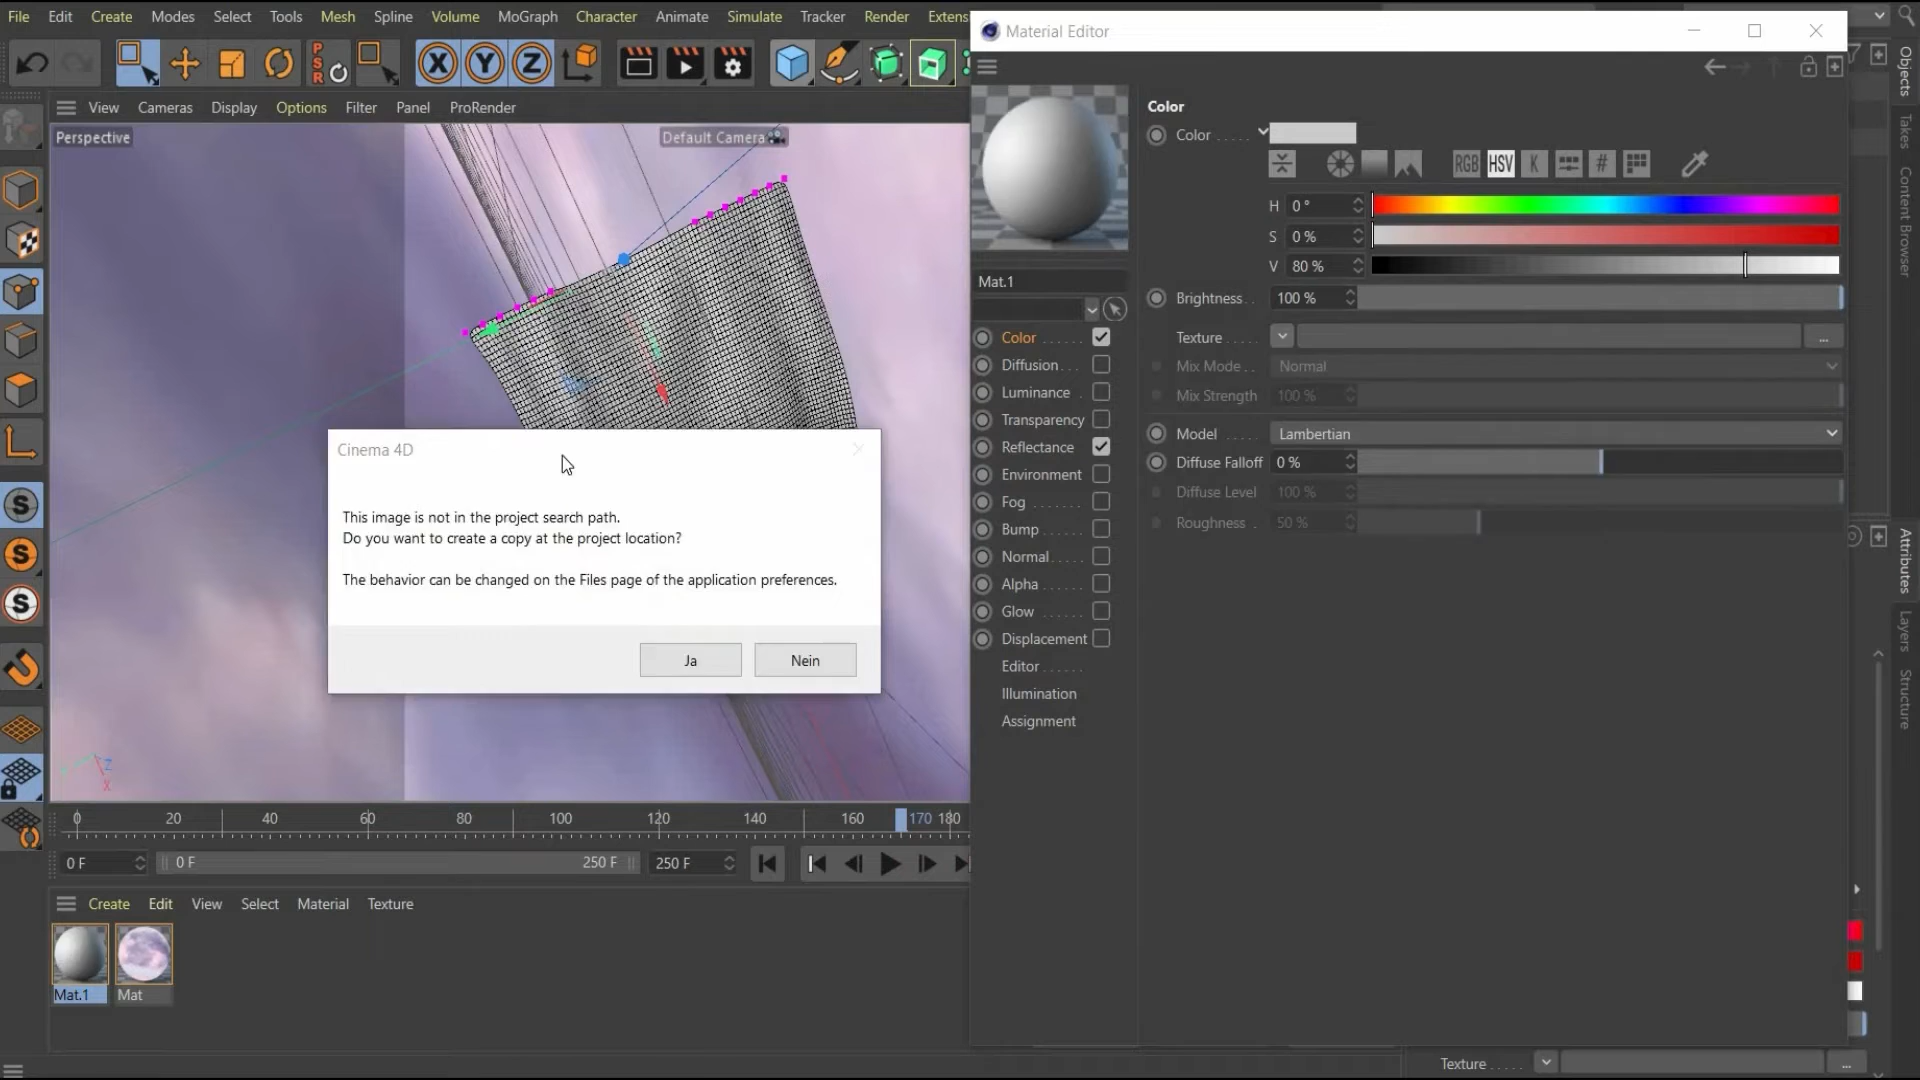 File Edit Create Modes Select Tools Mesh Spline Volume MoGraph Character Animate Simulate Tracker Render Extens
Material Editor
PSR X Y Z
View Cameras Display Options Filter Panel ProRender
Perspective
Default Camera
Color
Color
RGB HSV K #
H 0 °
S 0 %
V 80 %
Mat.1
Brightness 100 %
Texture ...
Mix Mode Normal
Mix Strength 100 %
Model Lambertian
Diffuse Falloff 0 %
Diffuse Level 100 %
Roughness 50 %
Color
Diffusion
Luminance
Transparency
Reflectance
Environment
Fog
Bump
Normal
Alpha
Glow
Displacement
Editor
Illumination
Assignment
Cinema 4D
This image is not in the project search path.
Do you want to create a copy at the project location?
The behavior can be changed on the Files page of the application preferences.
Ja Nein
S
S
S
Z
X
0 20 40 60 80 100 120 140 160 170 180
0 F 0 F 250 F 250 F
Create Edit View Select Material Texture
Mat.1 Mat
Objects
Takes
Content Browser
Attributes
Layers
Structure
Texture ...